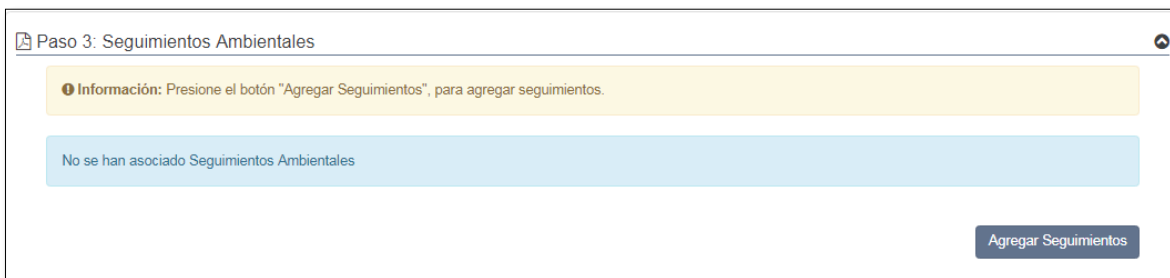 Paso 3: Seguimientos Ambientales
Información: Presione el botón "Agregar Seguimientos", para agregar seguimientos.
No se han asociado Seguimientos Ambientales
Agregar Seguimientos